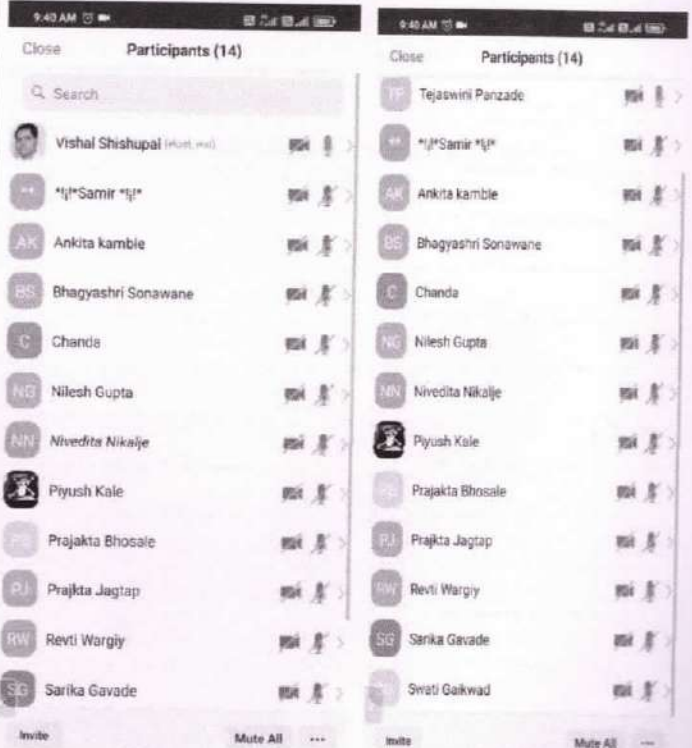 9:40 AM
Close Participants (14)
Search
Vishal Shishupal (Host, me)
** *!¡!*Samir *!¡!*
AK Ankita kamble
BS Bhagyashri Sonawane
C Chanda
NG Nilesh Gupta
NN Nivedita Nikalje
Piyush Kale
PB Prajakta Bhosale
PJ Prajkta Jagtap
RW Revti Wargiy
SG Sarika Gavade
Invite Mute All ...
9:40 AM
Close Participants (14)
TP Tejaswini Panzade
** *!¡!*Samir *!¡!*
AK Ankita kamble
BS Bhagyashri Sonawane
C Chanda
NG Nilesh Gupta
NN Nivedita Nikalje
Piyush Kale
PB Prajakta Bhosale
PJ Prajkta Jagtap
RW Revti Wargiy
SG Sarika Gavade
Swati Gaikwad
Invite Mute All ...